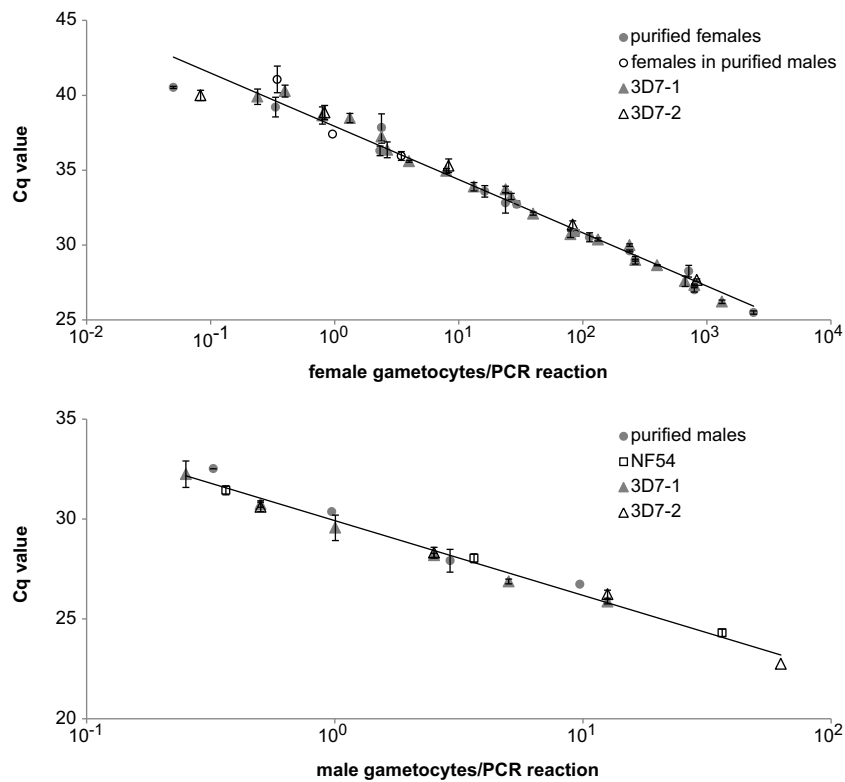 45
40
35
30
25
Cq value
10-2
10-1
100
101
102
103
104
female gametocytes/PCR reaction
purified females
females in purified males
3D7-1
3D7-2
35
30
25
20
Cq value
10-1
100
101
102
male gametocytes/PCR reaction
purified males
NF54
3D7-1
3D7-2